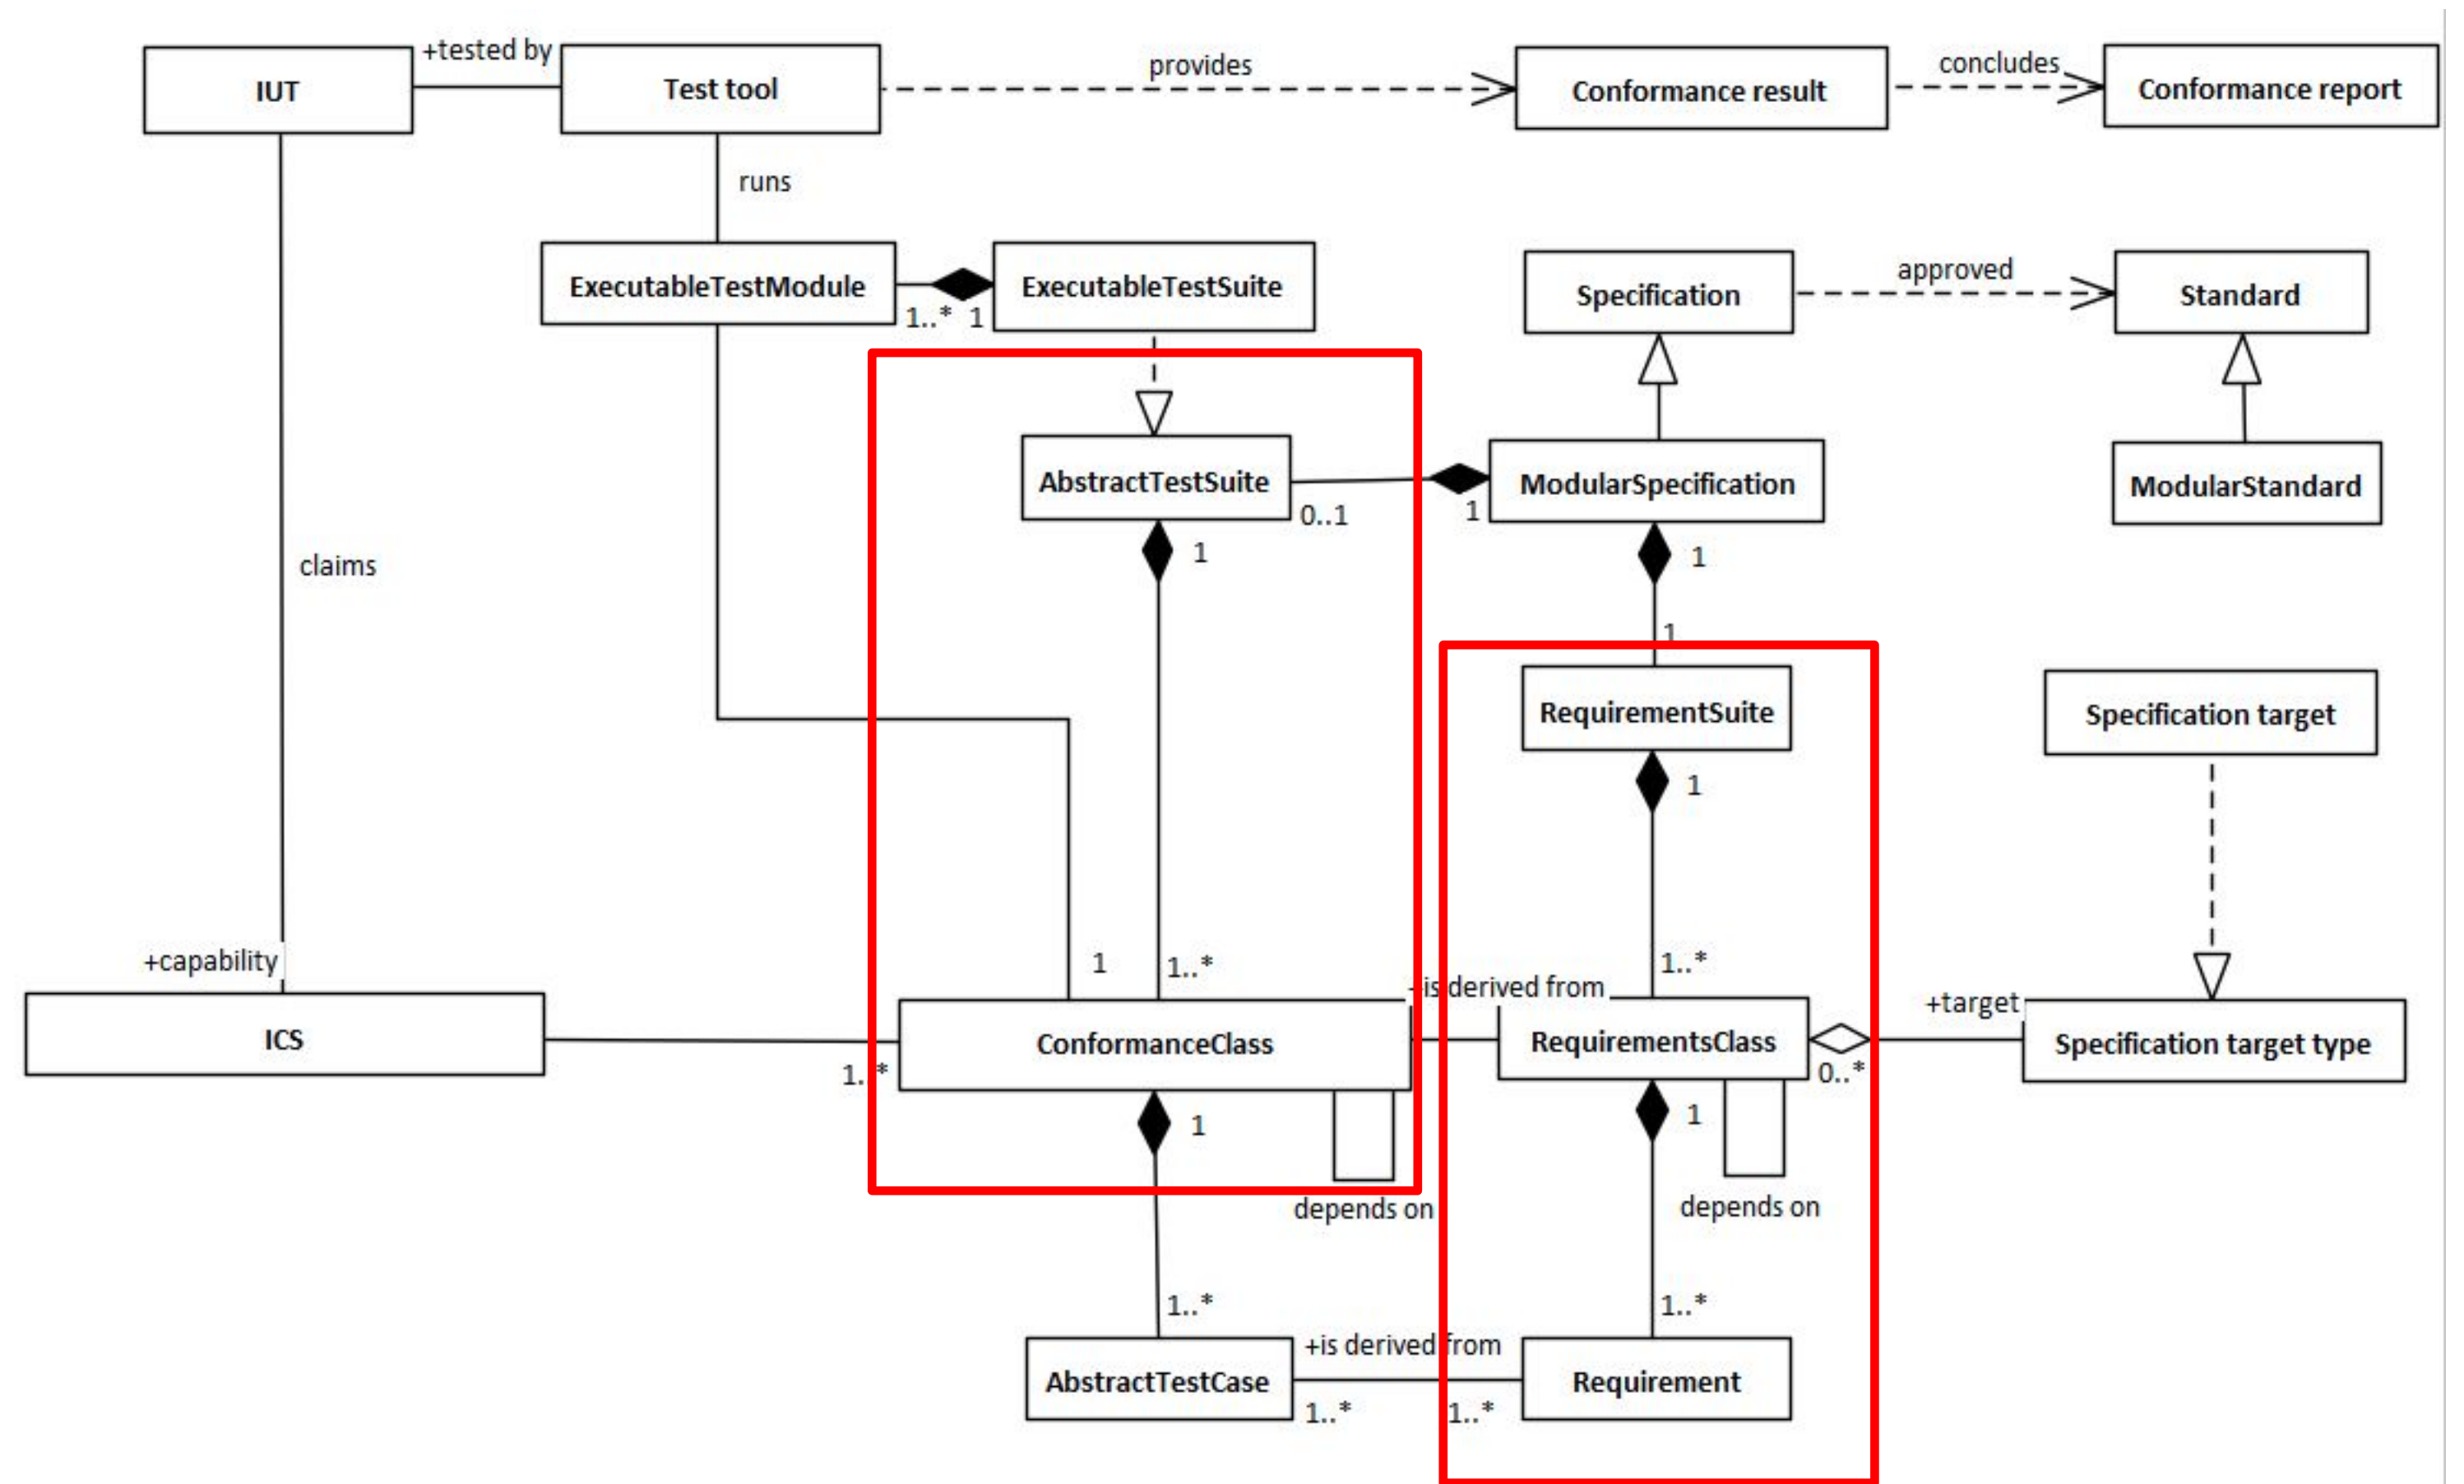 +tested by
IUT
Test tool
provides
Conformance result
concludes
Conformance report
runs
ExecutableTestModule
1..* 1
ExecutableTestSuite
Specification
approved
Standard
AbstractTestSuite
0..1
1
ModularSpecification
ModularStandard
1
1
claims
1
RequirementSuite
Specification target
1
+capability
1
1..*
1..*
+is derived from
+target
ICS
1..*
ConformanceClass
RequirementsClass
0..*
Specification target type
1
1
depends on
depends on
1..*
1..*
AbstractTestCase
+is derived from
1..*
1..*
Requirement